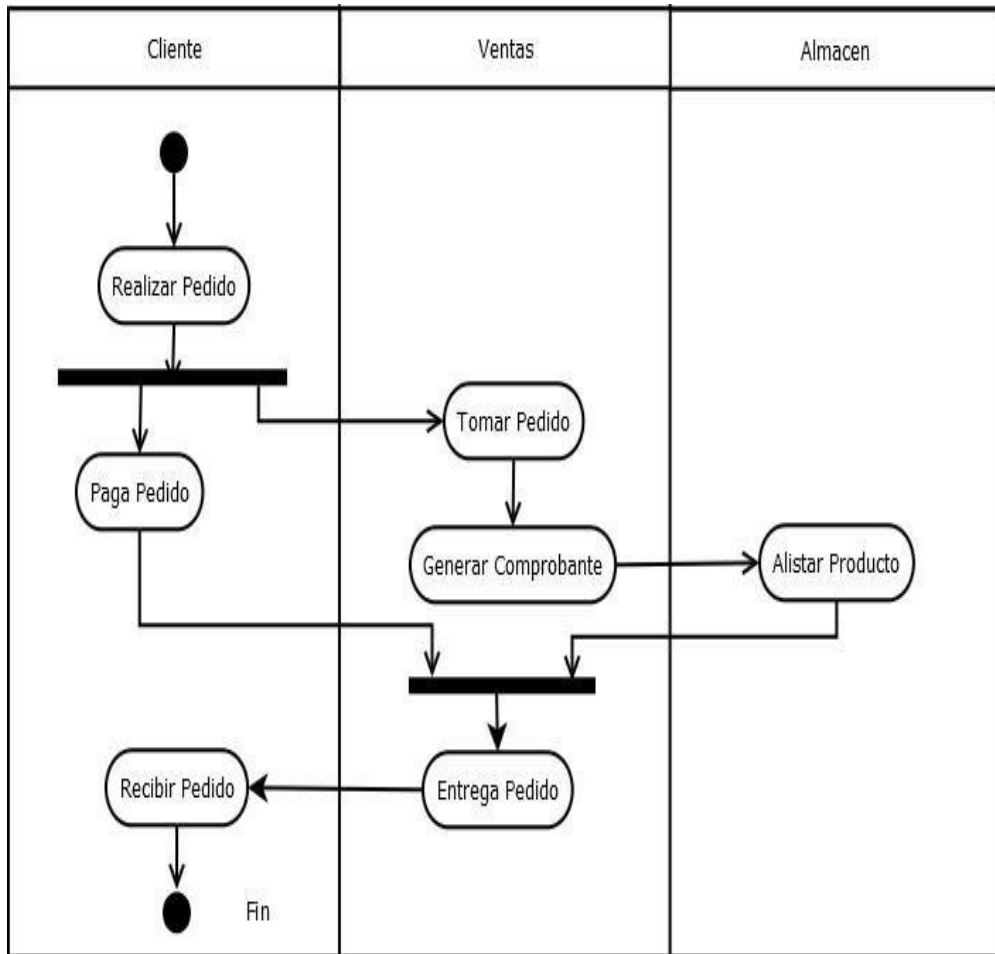 Cliente
Ventas
Almacen
Realizar Pedido
Tomar Pedido
Paga Pedido
Generar Comprobante
Alistar Producto
Recibir Pedido
Entrega Pedido
Fin